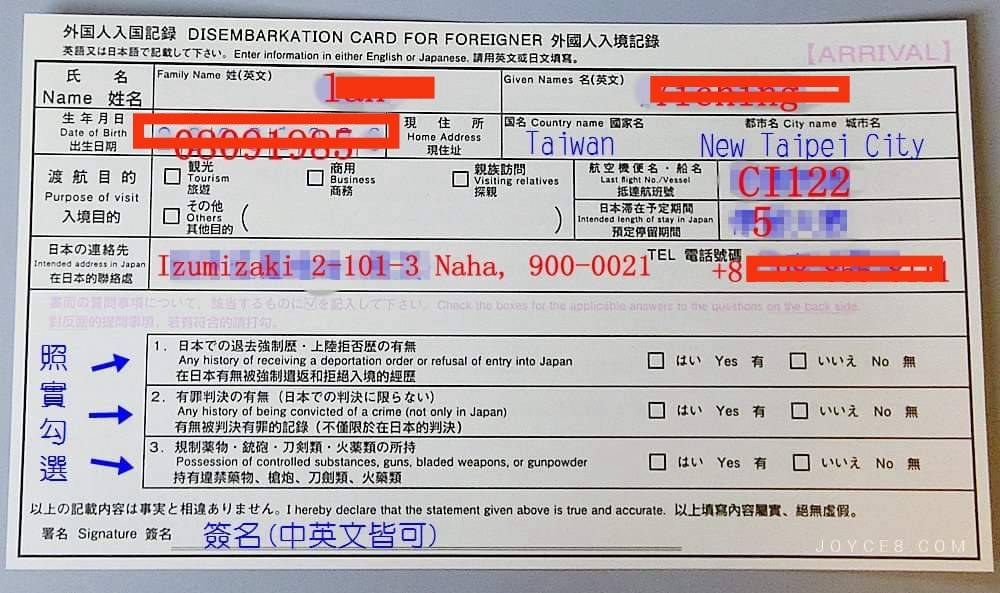 外国人入国記録 DISEMBARKATION CARD FOR FOREIGNER 外國人入境記錄
英語又は日本語で記載して下さい。Enter information in either English or Japanese. 請用英文或日文填寫。
[ARRIVAL]
氏 名
Name 姓名
Family Name 姓(英文)
Given Names 名(英文)
生年月日
Date of Birth
出生日期
08091985
現 住 所
Home Address
現住址
国名 Country name 國家名
Taiwan
都市名 City name 城市名
New Taipei City
渡航目的
Purpose of visit
入境目的
観光
Tourism
旅遊
商用
Business
商務
親族訪問
Visiting relatives
探親
その他
Others
其他目的
( )
航空機便名・船名
Last flight No./Vessel
抵達航班號
CI122
日本滞在予定期間
Intended length of stay in Japan
預定停留期間
5
日本の連絡先
Intended address in Japan
在日本的聯絡處
Izumizaki 2-101-3 Naha, 900-0021
TEL 電話號碼
+8
裏面の質問事項について、該当するものに☑を記入して下さい。Check the boxes for the applicable answers to the questions on the back side.
對反面的提問事項，若有符合的請打勾。
照實勾選
1. 日本での退去強制歴・上陸拒否歴の有無
Any history of receiving a deportation order or refusal of entry into Japan
在日本有無被強制遣返和拒絕入境的經歷
はい Yes 有 いいえ No 無
2. 有罪判決の有無（日本での判決に限らない）
Any history of being convicted of a crime (not only in Japan)
有無被判決有罪的記錄（不僅限於在日本的判決）
はい Yes 有 いいえ No 無
3. 規制薬物・銃砲・刀剣類・火薬類の所持
Possession of controlled substances, guns, bladed weapons, or gunpowder
持有違禁藥物、槍炮、刀劍類、火藥類
はい Yes 有 いいえ No 無
以上の記載内容は事実と相違ありません。I hereby declare that the statement given above is true and accurate. 以上填寫內容屬實、絕無虛假。
署名 Signature 簽名
簽名(中英文皆可)
JOYCE8.COM